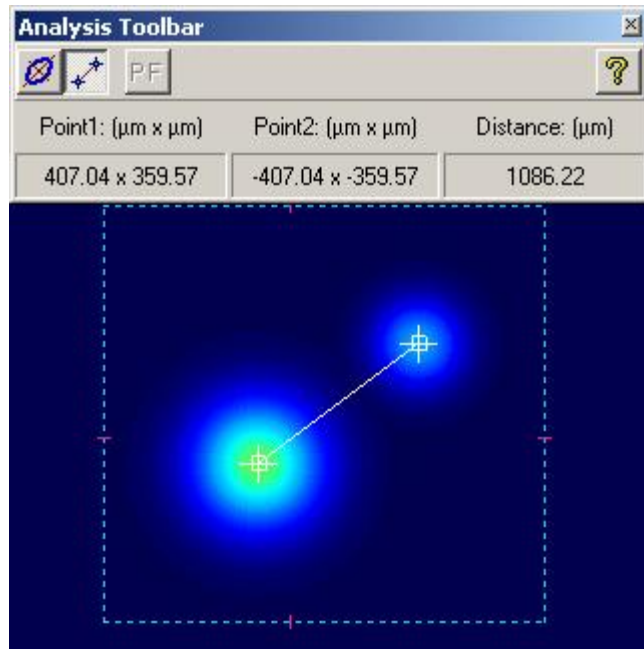 Analysis Toolbar
PF
Point1: (µm x µm) Point2: (µm x µm) Distance: (µm)
407.04 x 359.57 -407.04 x -359.57 1086.22